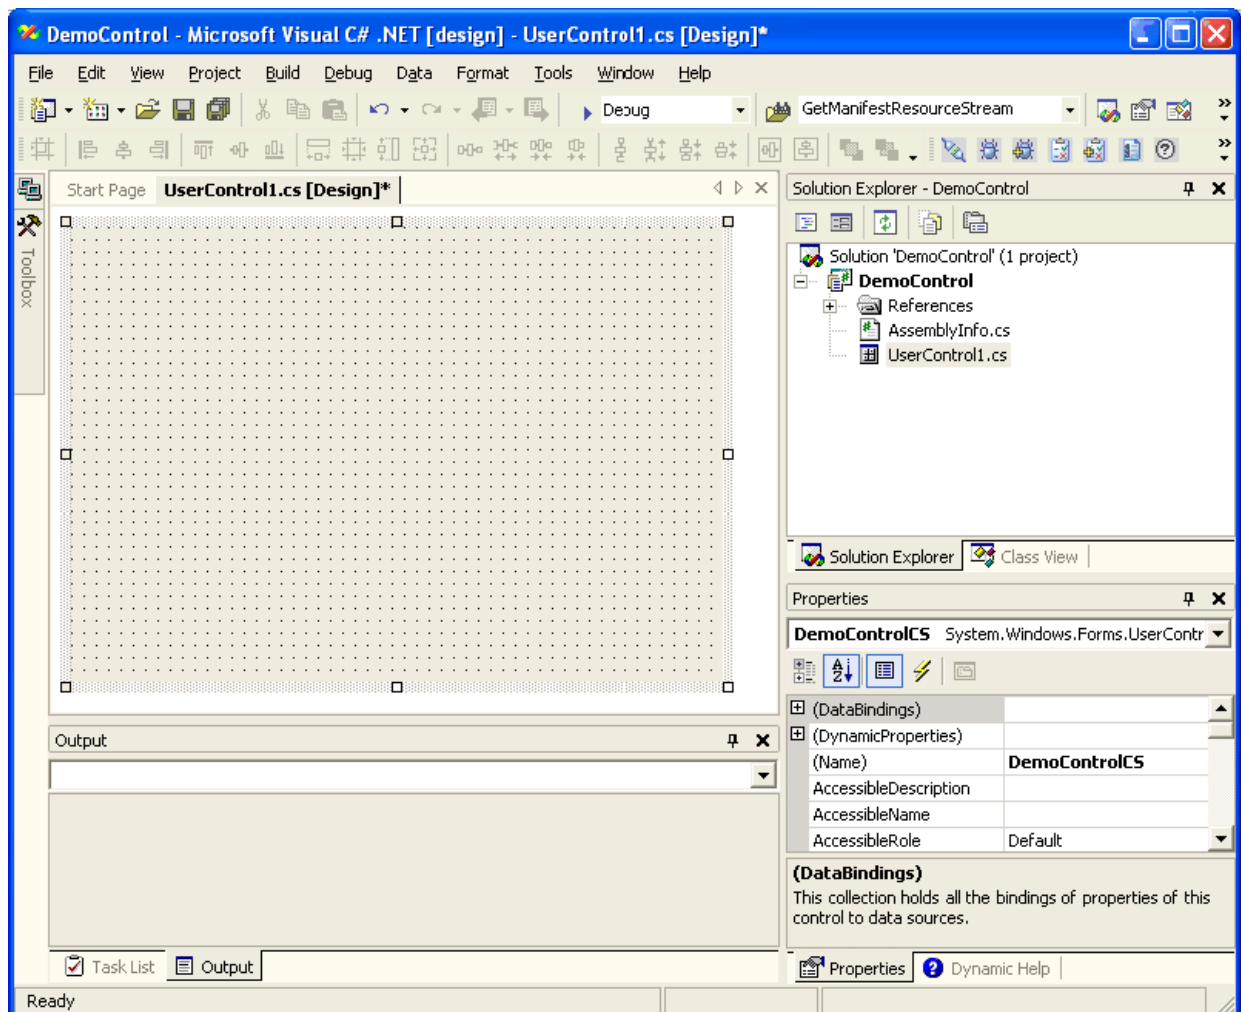 DemoControl - Microsoft Visual C# .NET [design] - UserControl1.cs [Design]*
File Edit View Project Build Debug Data Format Tools Window Help
Debug GetManifestResourceStream
Start Page UserControl1.cs [Design]*
Toolbox
Solution Explorer - DemoControl
Solution 'DemoControl' (1 project)
DemoControl
References
AssemblyInfo.cs
UserControl1.cs
Solution Explorer Class View
Properties
DemoControlCS System.Windows.Forms.UserContr
(DataBindings)
(DynamicProperties)
(Name) DemoControlCS
AccessibleDescription
AccessibleName
AccessibleRole Default
(DataBindings)
This collection holds all the bindings of properties of this
control to data sources.
Properties Dynamic Help
Output
Task List Output
Ready